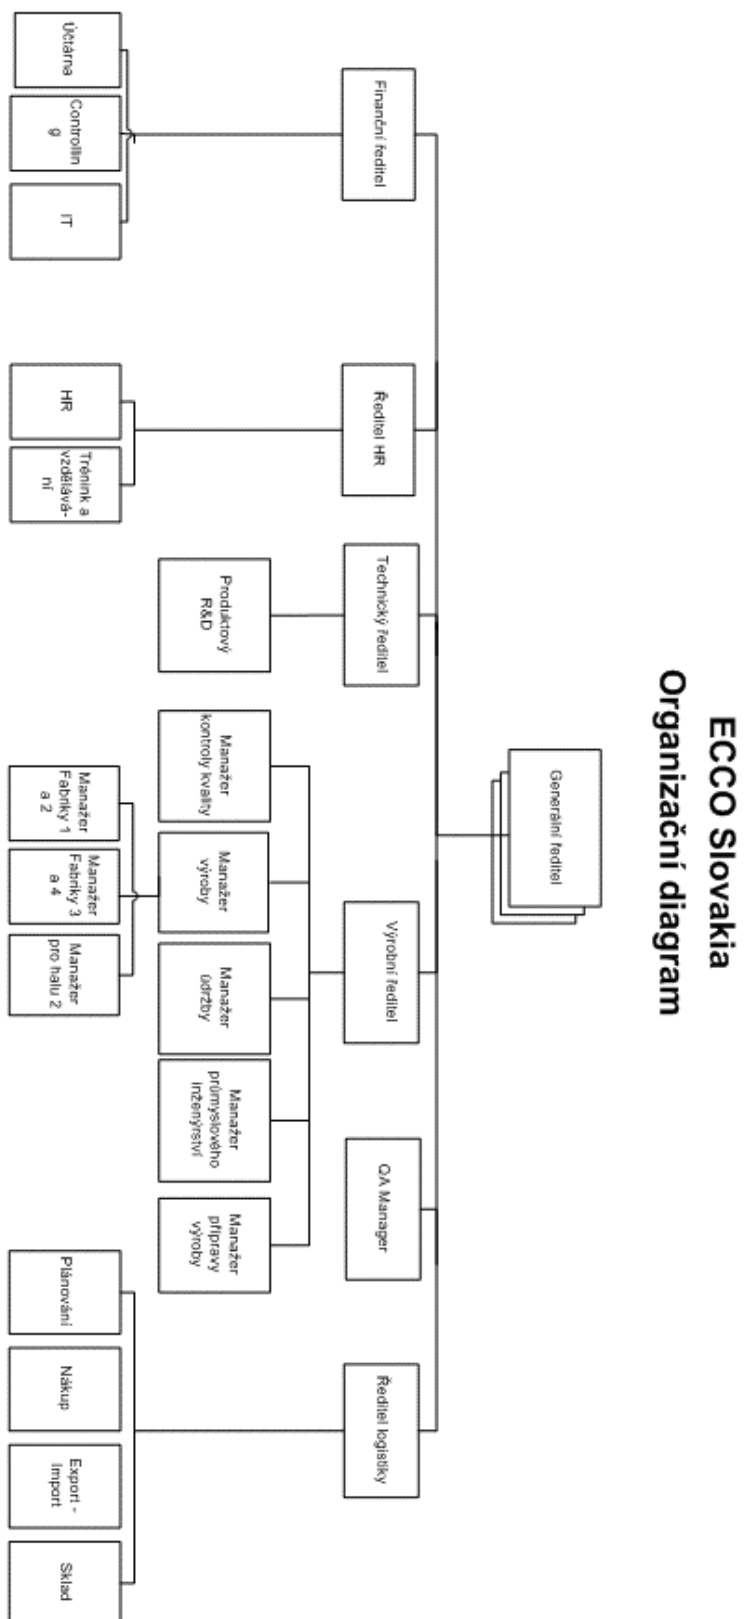 ECCO Slovakia
Organizační diagram
Generální ředitel
Finanční ředitel
Ředitel HR
Technický ředitel
Výrobní ředitel
QA Manager
Ředitel logistiky
Produktový
R&D
Manažer
kontroly kvality
Manažer
výroby
Manažer
údržby
Manažer
průmyslového
inženýrství
Manažer
přípravy
výroby
Účtárna
Controllin
g
IT
HR
Trénink a
vzdělává-
ní
Manažer
Fabriky 1
a 2
Manažer
Fabriky 3
a 4
Manažer
pro halu 2
Plánování
Nákup
Export -
Import
Sklad